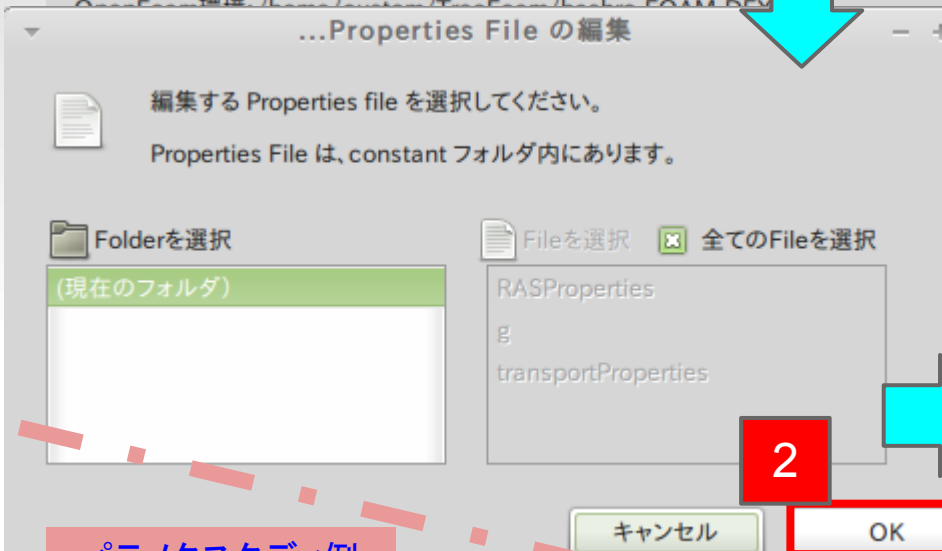 ...Properties File の編集
編集する Properties file を選択してください。
Properties File は、constant フォルダ内にあります。
Folderを選択
Fileを選択 全てのFileを選択
(現在のフォルダ)
RASProperties
g
transportProperties
2
キャンセル
OK